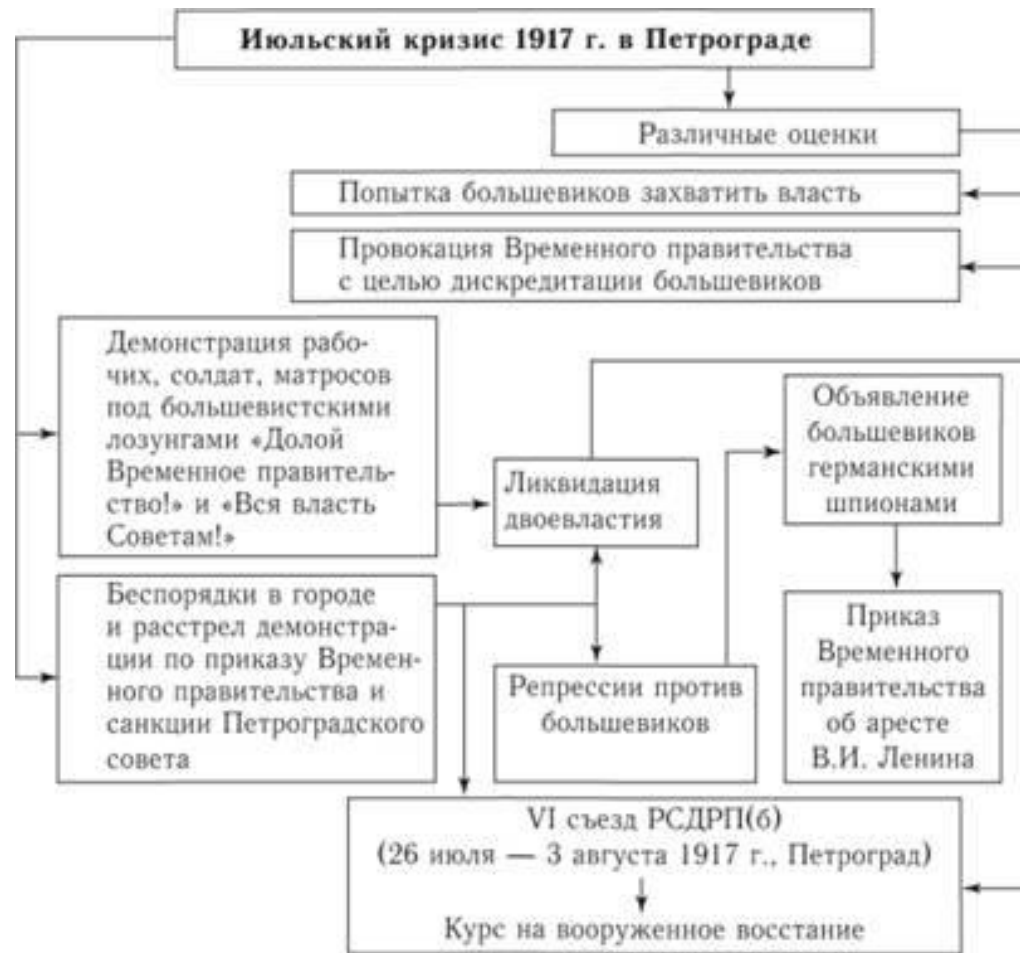 Июльский кризис 1917 г. в Петрограде
Различные оценки
Попытка большевиков захватить власть
Провокация Временного правительства
с целью дискредитации большевиков
Демонстрация рабо-
чих, солдат, матросов
под большевистскими
лозунгами «Долой
Временное правитель-
ство!» и «Вся власть
Советам!»
Ликвидация
двоевластия
Объявление
большевиков
германскими
шпионами
Беспорядки в городе
и расстрел демонстра-
ции по приказу Времен-
ного правительства и
санкции Петроградского
совета
Репрессии против
большевиков
Приказ
Временного
правительства
об аресте
В.И. Ленина
VI съезд РСДРП(б)
(26 июля — 3 августа 1917 г., Петроград)
Курс на вооруженное восстание